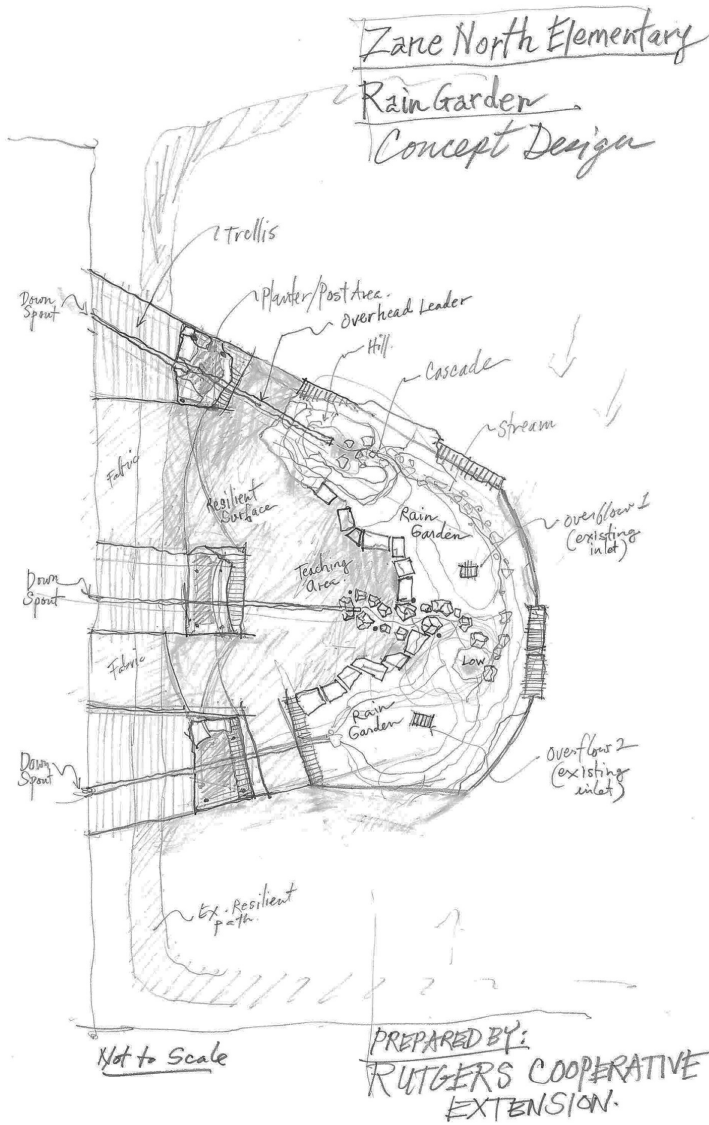 Zane North Elementary
Rain Garden
Concept Design
Trellis
Down
Spout
Planter/Post Area.
Overhead Leader
Hill
Cascade
Stream
Fabric
Resilient
Surface
Rain
Garden
Overflow 1
(existing
inlet)
Teaching
Area
Down
Spout
Low
Fabric
Rain
Garden
Down
Spout
Overflow 2
(existing
inlet)
Ex. Resilient
path.
Not to Scale
PREPARED BY:
RUTGERS COOPERATIVE
EXTENSION.